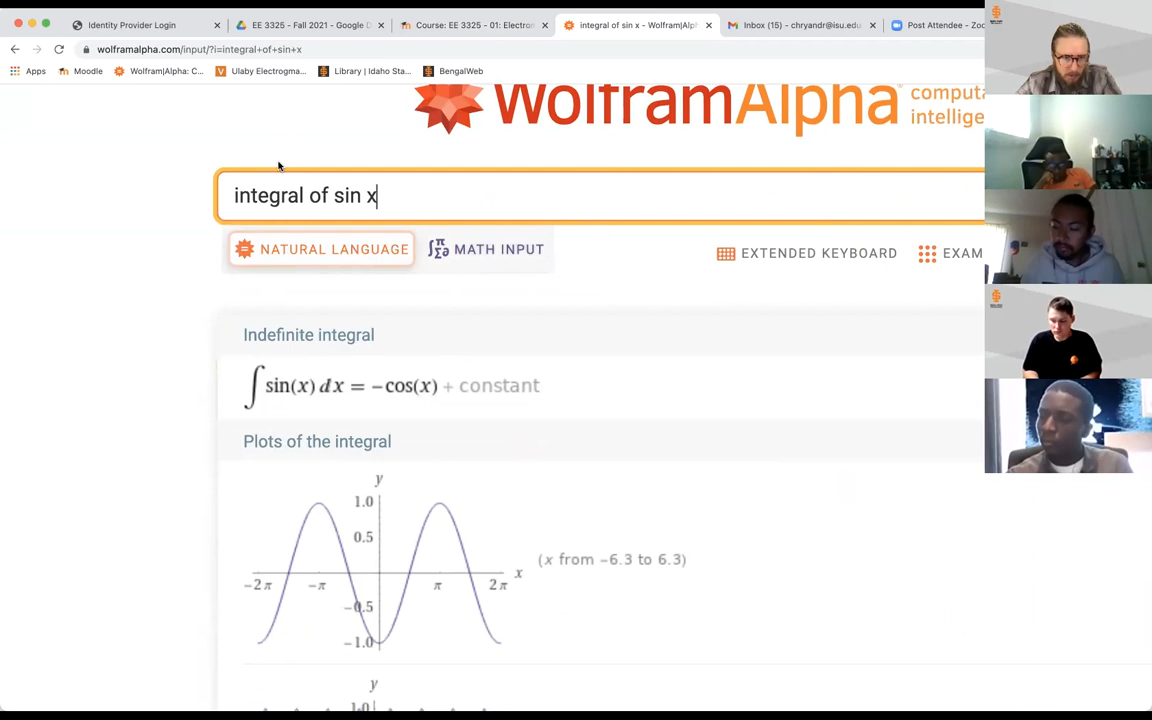 Identity Provider Login
EE 3325 - Fall 2021 - Google D
Course: EE 3325 - 01: Electron
integral of sin x - Wolfram|Alph
Inbox (15) - chryandr@isu.edu
Post Attendee - Zoo
wolframalpha.com/input/?i=integral+of+sin+x
Apps
Moodle
Wolfram|Alpha: C...
Ulaby Electrogma...
Library | Idaho Sta...
BengalWeb
WolframAlpha computa
intellige
integral of sin x
NATURAL LANGUAGE
∫Σ∂π MATH INPUT
EXTENDED KEYBOARD
EXAM
Indefinite integral
∫ sin(x) dx = −cos(x) + constant
Plots of the integral
y
1.0
0.5
(x from −6.3 to 6.3)
x
−2π
−π
π
2π
−0.5
−1.0
y
1.0